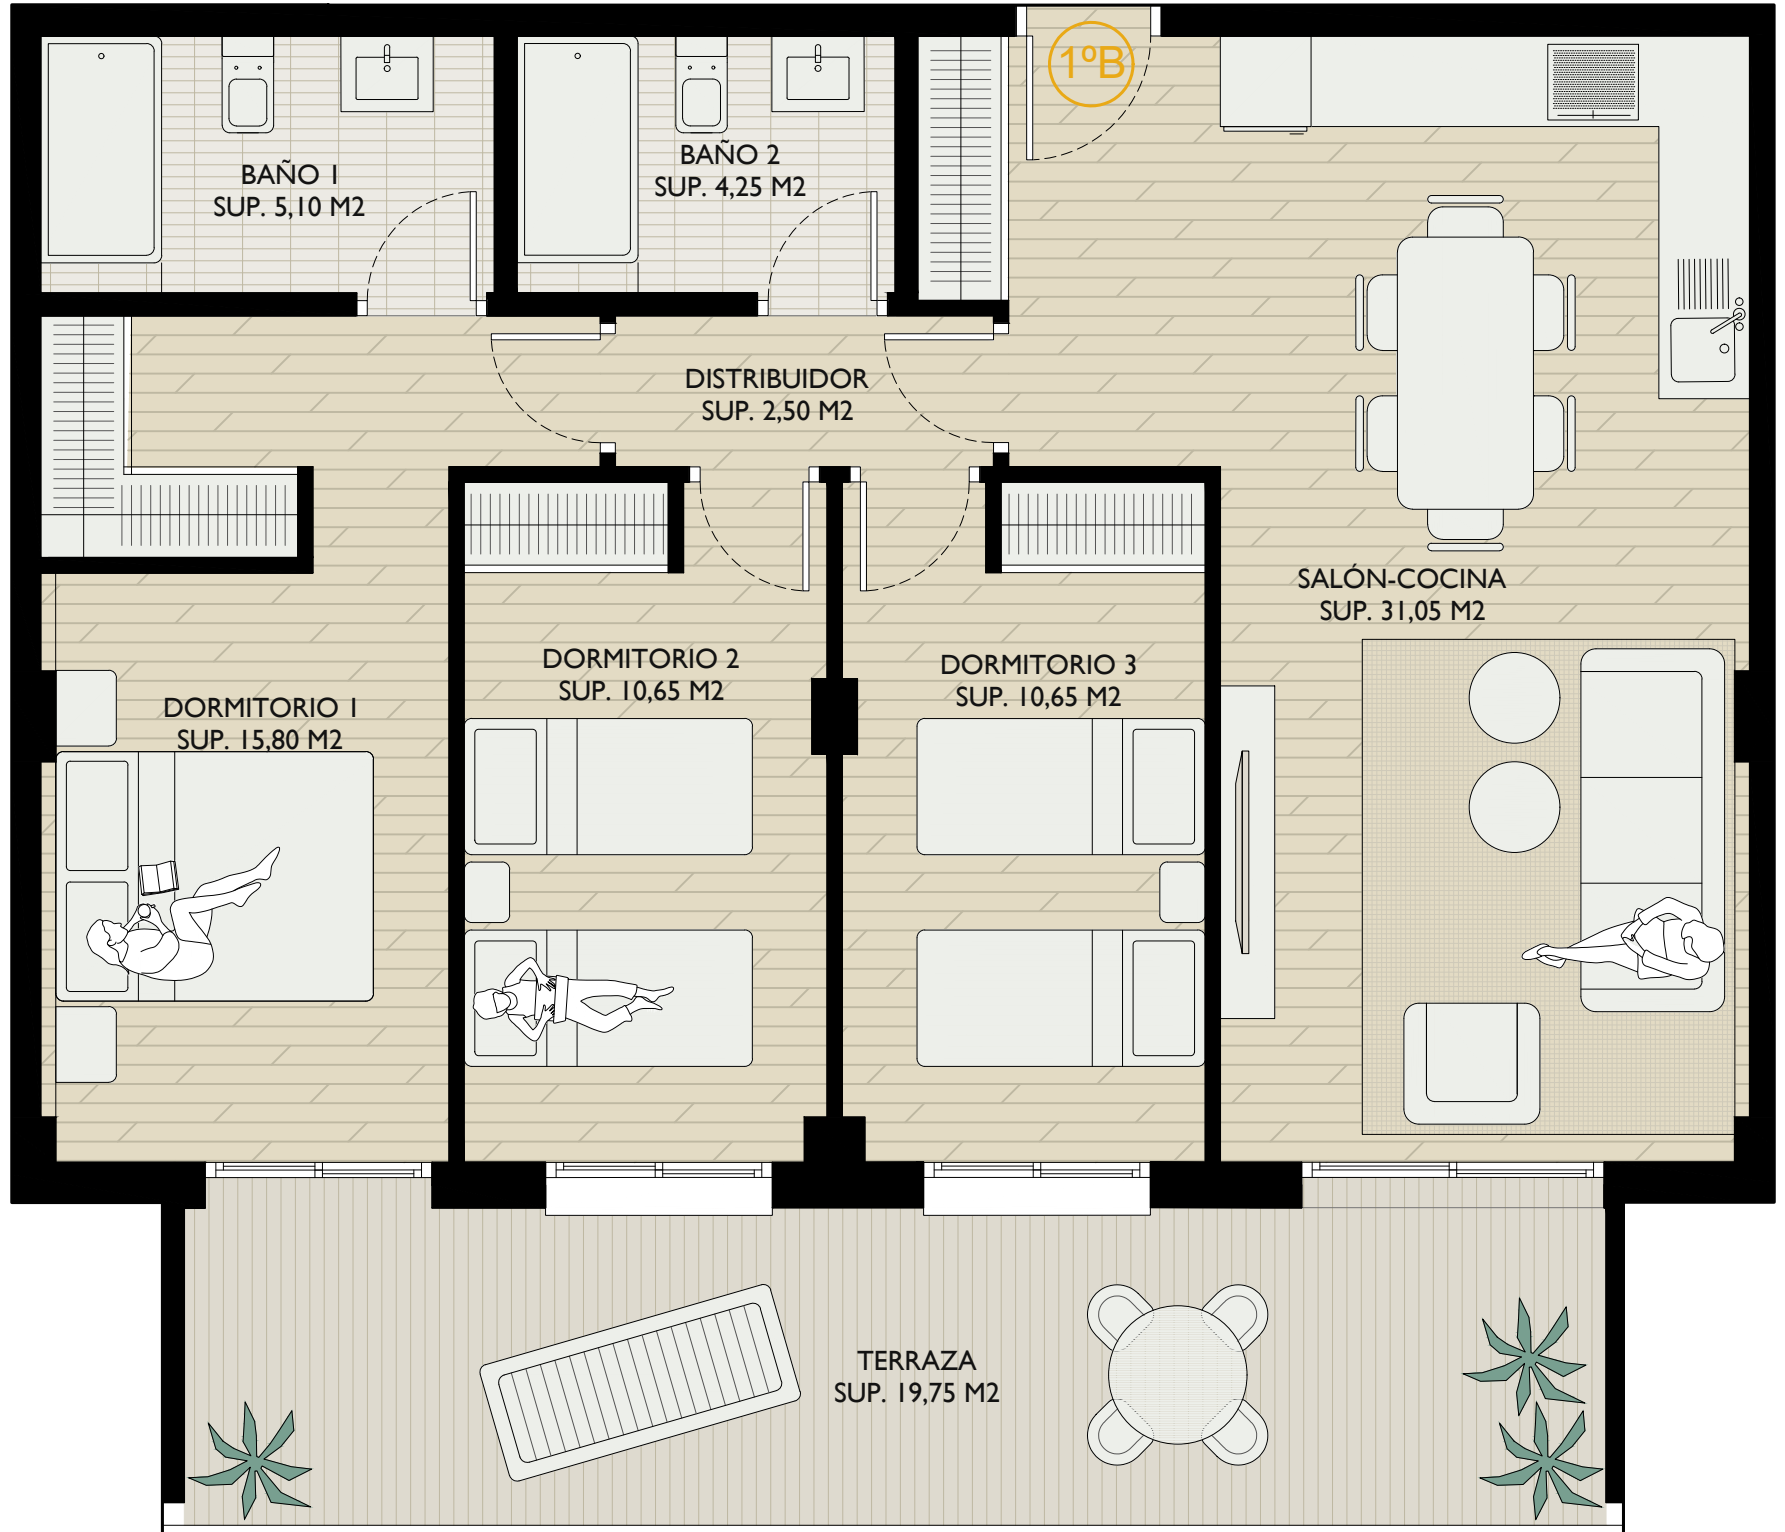 1ºB
BAÑO 1
SUP. 5,10 M2
BAÑO 2
SUP. 4,25 M2
DISTRIBUIDOR
SUP. 2,50 M2
SALÓN-COCINA
SUP. 31,05 M2
DORMITORIO 1
SUP. 15,80 M2
DORMITORIO 2
SUP. 10,65 M2
DORMITORIO 3
SUP. 10,65 M2
TERRAZA
SUP. 19,75 M2